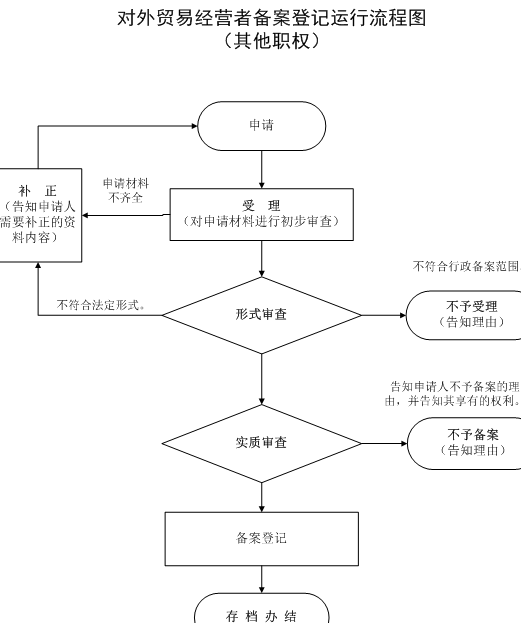 对外贸易经营者备案登记运行流程图
（其他职权）
申请
申请材料
不齐全
补　正
（告知申请人
需要补正的资
料内容）
受　理
（对申请材料进行初步审查）
不符合行政备案范围
不符合法定形式。
形式审查
不予受理
（告知理由）
告知申请人不予备案的理
由，并告知其享有的权利。
实质审查
不予备案
（告知理由）
备案登记
存 档 办 结